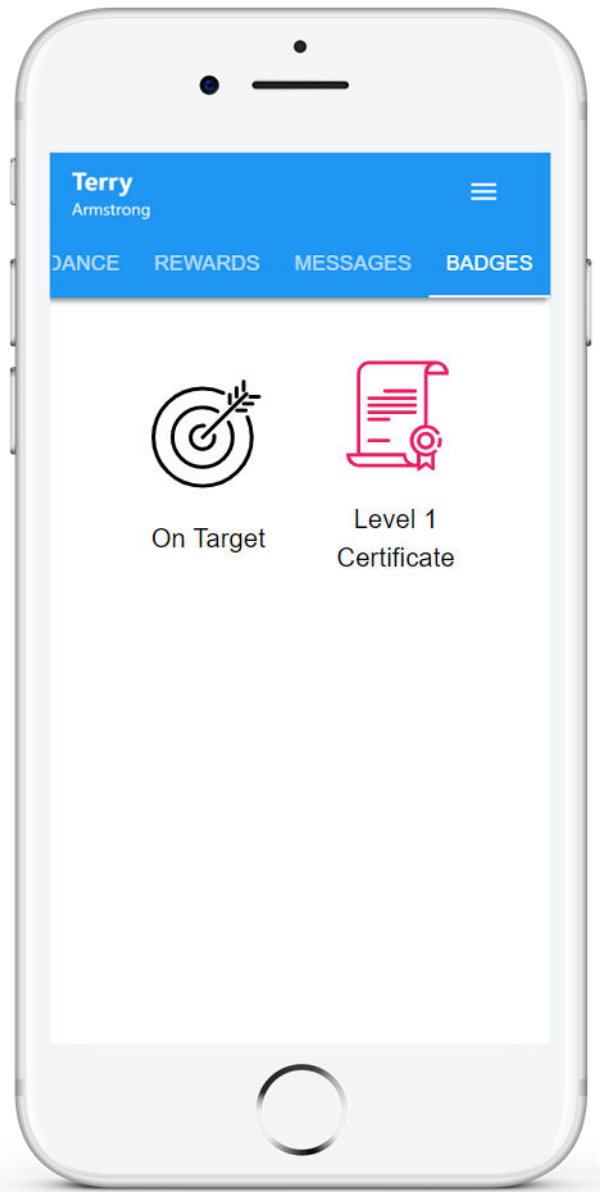 Terry
Armstrong
DANCE REWARDS MESSAGES BADGES
On Target
Level 1
Certificate